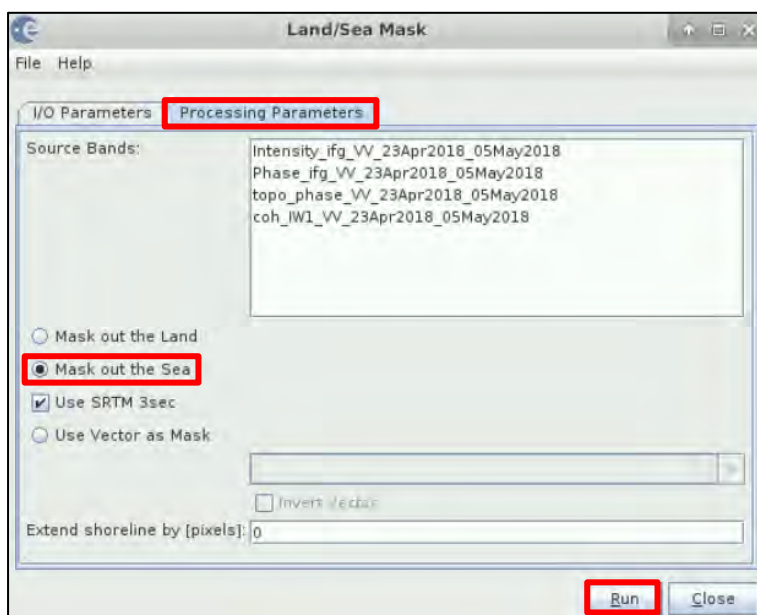 Land/Sea Mask
File Help
I/O Parameters Processing Parameters
Source Bands:
Intensity_ifg_VV_23Apr2018_05May2018
Phase_ifg_VV_23Apr2018_05May2018
topo_phase_VV_23Apr2018_05May2018
coh_IW1_VV_23Apr2018_05May2018
Mask out the Land
Mask out the Sea
Use SRTM 3sec
Use Vector as Mask
Invert Vector
Extend shoreline by [pixels]: 0
Run Close